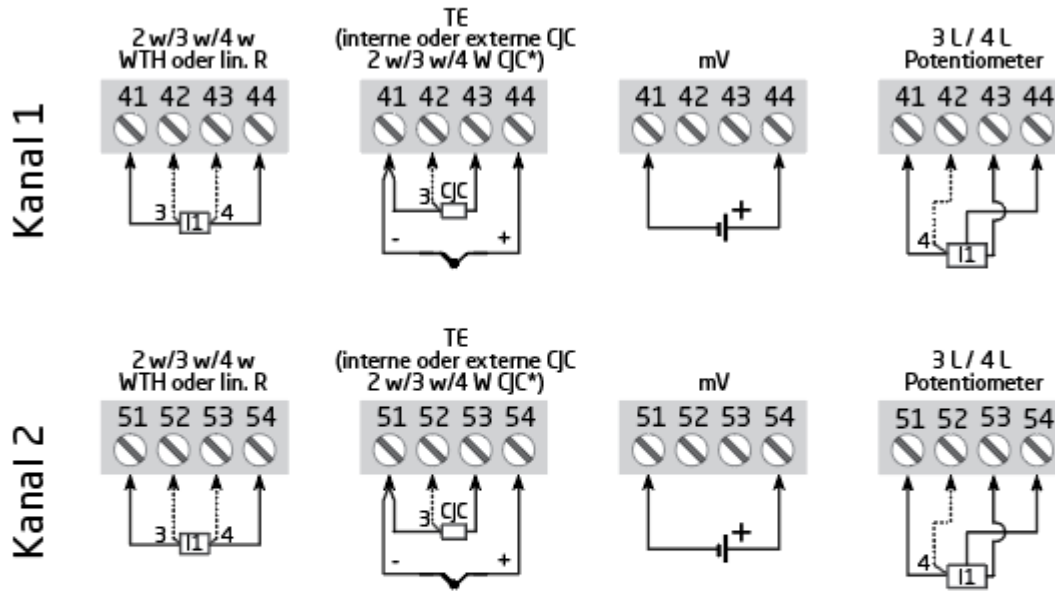 Kanal 1
2 w/3 w/4 w
WTH oder lin. R
41 42 43 44
3 I1 4
TE
(interne oder externe CJC
2 w/3 w/4 W CJC*)
41 42 43 44
3 CJC
- +
mV
41 42 43 44
+
3 L / 4 L
Potentiometer
41 42 43 44
4 I1
Kanal 2
2 w/3 w/4 w
WTH oder lin. R
51 52 53 54
3 I1 4
TE
(interne oder externe CJC
2 w/3 w/4 W CJC*)
51 52 53 54
3 CJC
- +
mV
51 52 53 54
+
3 L / 4 L
Potentiometer
51 52 53 54
4 I1